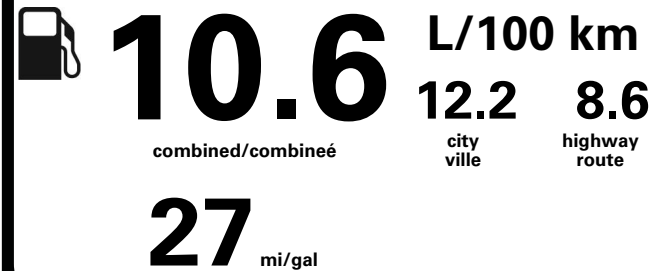 10.6 L/100 km
combined/combineé
12.2 8.6
city highway
ville route
27 mi/gal